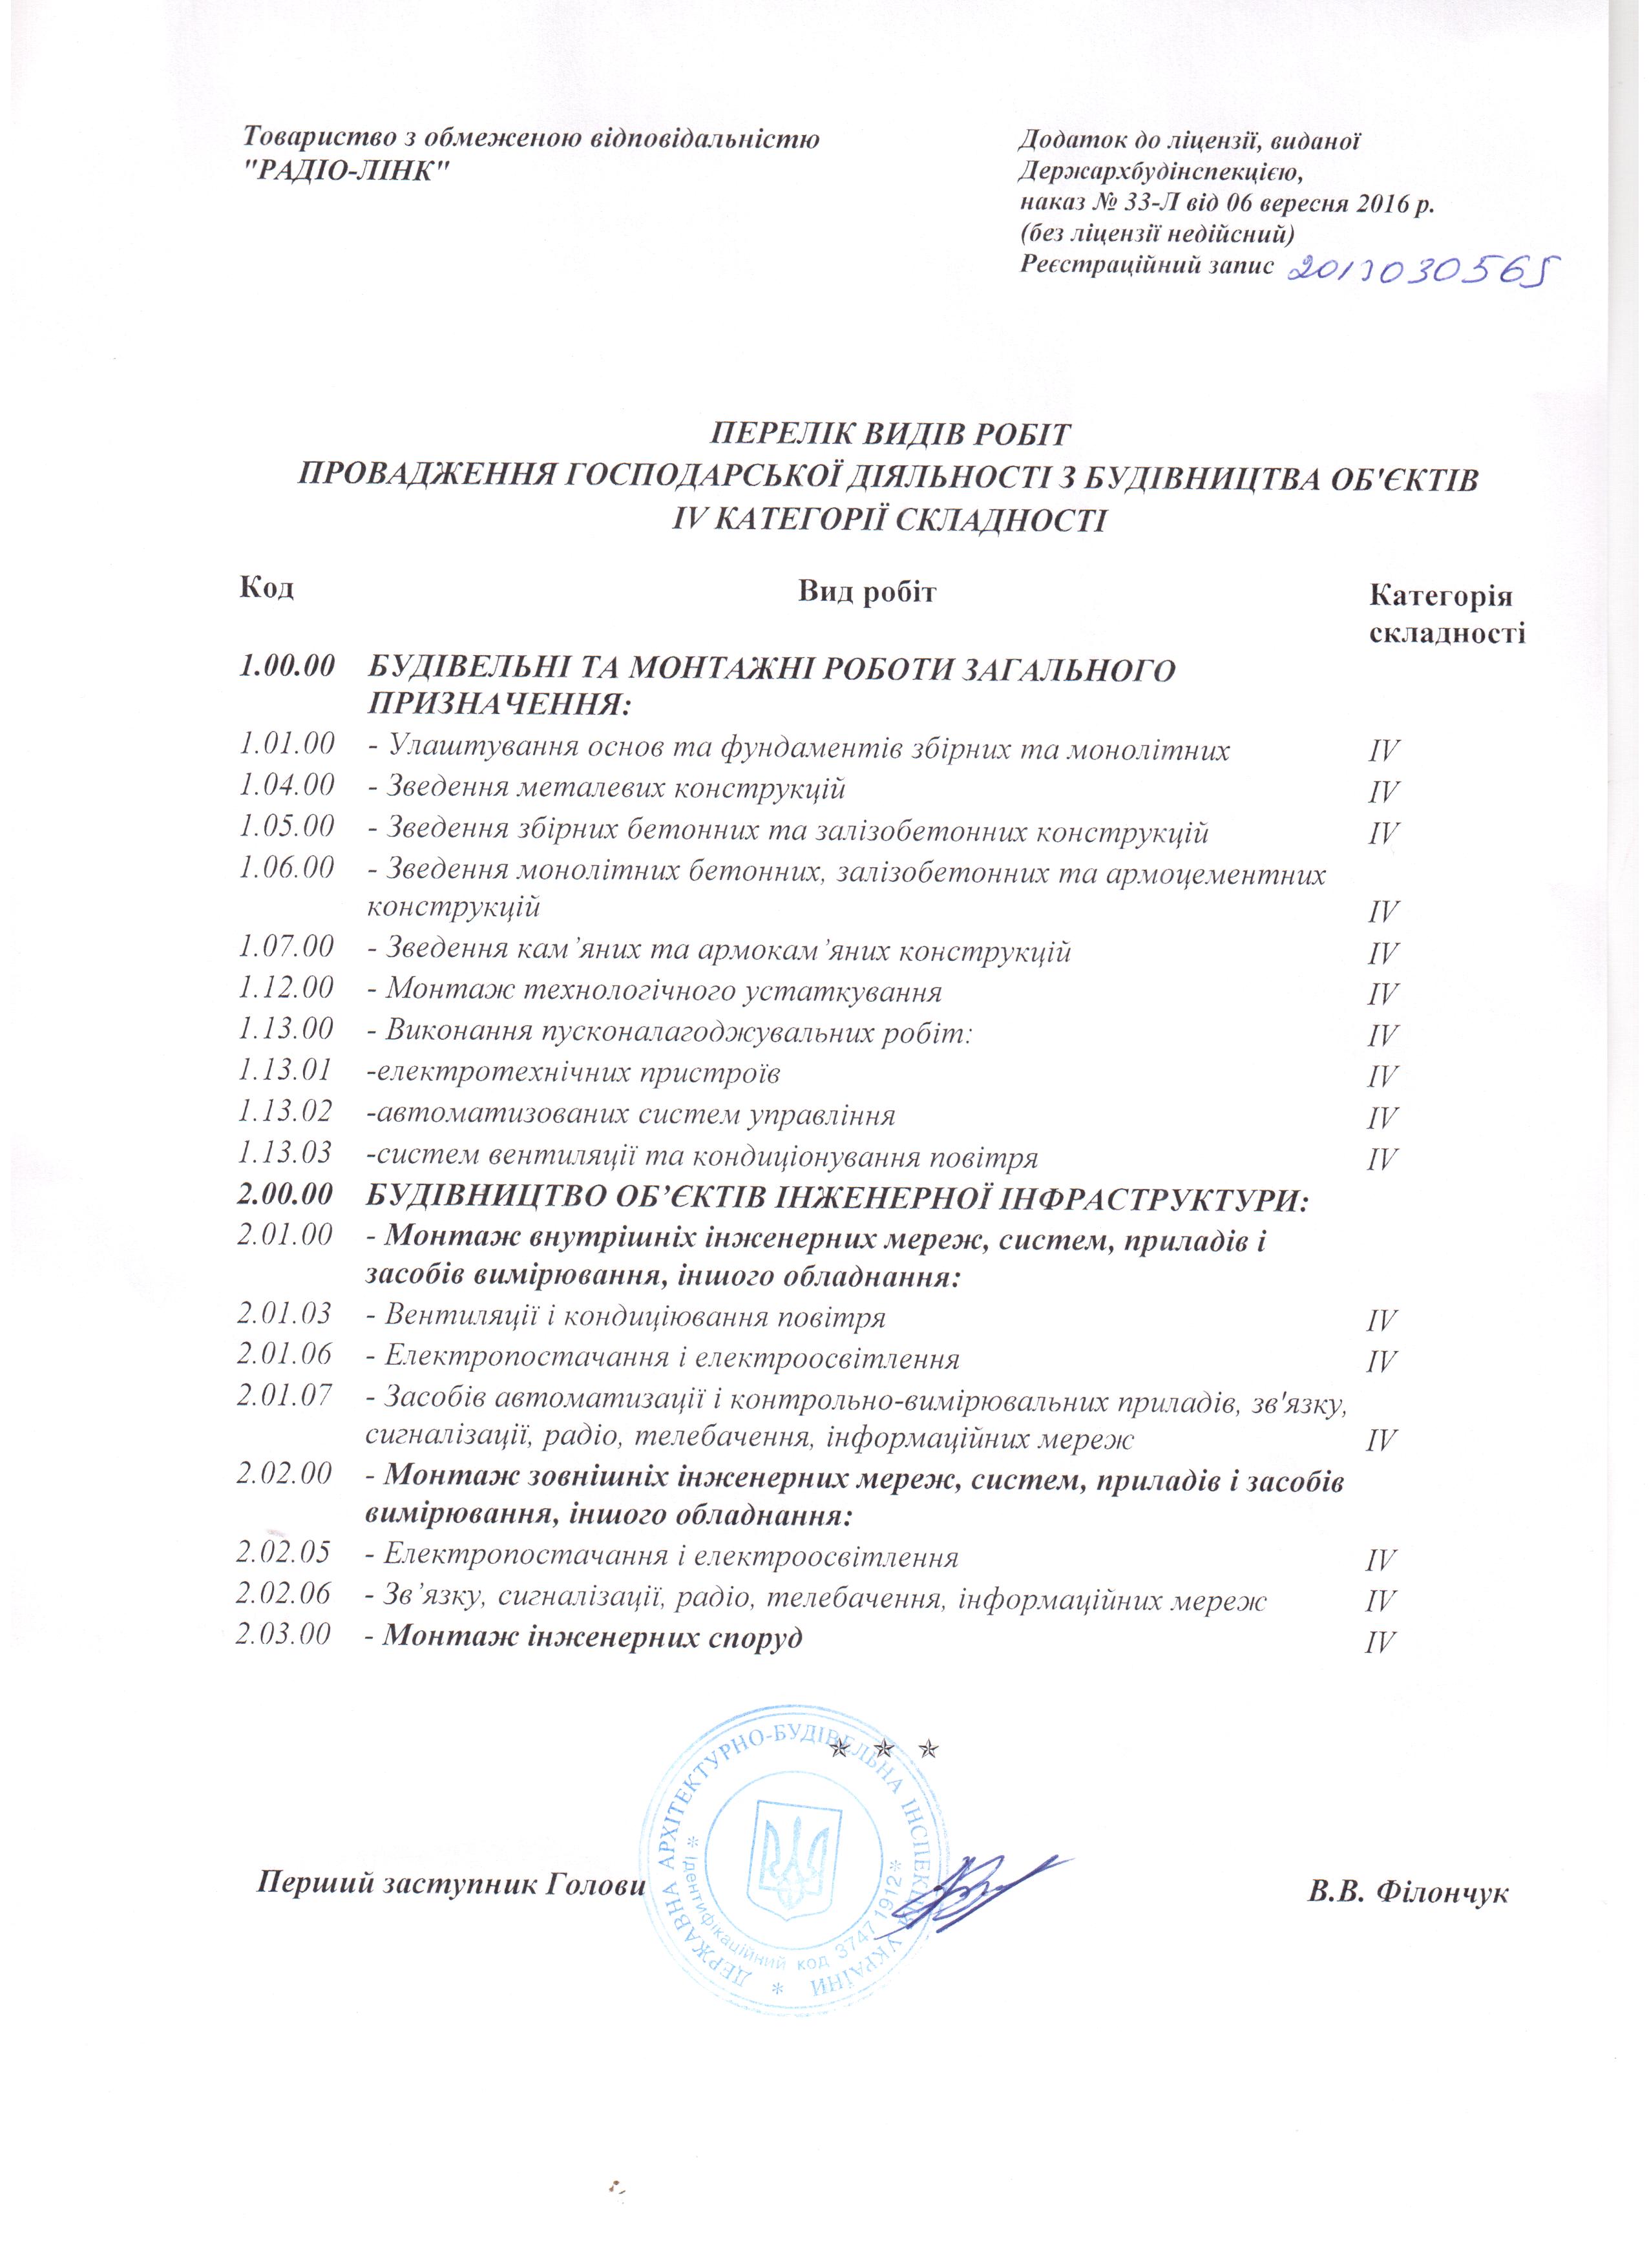 Товариство з обмеженою відповідальністю
"РАДІО-ЛІНК"
Додаток до ліцензії, виданої
Держархбудінспекцією,
наказ № 33-Л від 06 вересня 2016 р.
(без ліцензії недійсний)
Реєстраційний запис
ПЕРЕЛІК ВИДІВ РОБІТ
ПРОВАДЖЕННЯ ГОСПОДАРСЬКОЇ ДІЯЛЬНОСТІ З БУДІВНИЦТВА ОБ'ЄКТІВ
IV КАТЕГОРІЇ СКЛАДНОСТІ
Код Вид робіт Категорія
складності
1.00.00 БУДІВЕЛЬНІ ТА МОНТАЖНІ РОБОТИ ЗАГАЛЬНОГО
ПРИЗНАЧЕННЯ:
1.01.00 - Улаштування основ та фундаментів збірних та монолітних IV
1.04.00 - Зведення металевих конструкцій IV
1.05.00 - Зведення збірних бетонних та залізобетонних конструкцій IV
1.06.00 - Зведення монолітних бетонних, залізобетонних та армоцементних
конструкцій IV
1.07.00 - Зведення кам’яних та армокам’яних конструкцій IV
1.12.00 - Монтаж технологічного устаткування IV
1.13.00 - Виконання пусконалагоджувальних робіт: IV
1.13.01 -електротехнічних пристроїв IV
1.13.02 -автоматизованих систем управління IV
1.13.03 -систем вентиляції та кондиціонування повітря IV
2.00.00 БУДІВНИЦТВО ОБ’ЄКТІВ ІНЖЕНЕРНОЇ ІНФРАСТРУКТУРИ:
2.01.00 - Монтаж внутрішніх інженерних мереж, систем, приладів і
засобів вимірювання, іншого обладнання:
2.01.03 - Вентиляції і кондиціювання повітря IV
2.01.06 - Електропостачання і електроосвітлення IV
2.01.07 - Засобів автоматизації і контрольно-вимірювальних приладів, зв'язку,
сигналізації, радіо, телебачення, інформаційних мереж IV
2.02.00 - Монтаж зовнішніх інженерних мереж, систем, приладів і засобів
вимірювання, іншого обладнання:
2.02.05 - Електропостачання і електроосвітлення IV
2.02.06 - Зв’язку, сигналізації, радіо, телебачення, інформаційних мереж IV
2.03.00 - Монтаж інженерних споруд IV
ДЕРЖАВНА АРХІТЕКТУРНО-БУДІВЕЛЬНА ІНСПЕКЦІЯ УКРАЇНИ
* Ідентифікаційний код 37471912 *
Перший заступник Голови В.В. Філончук